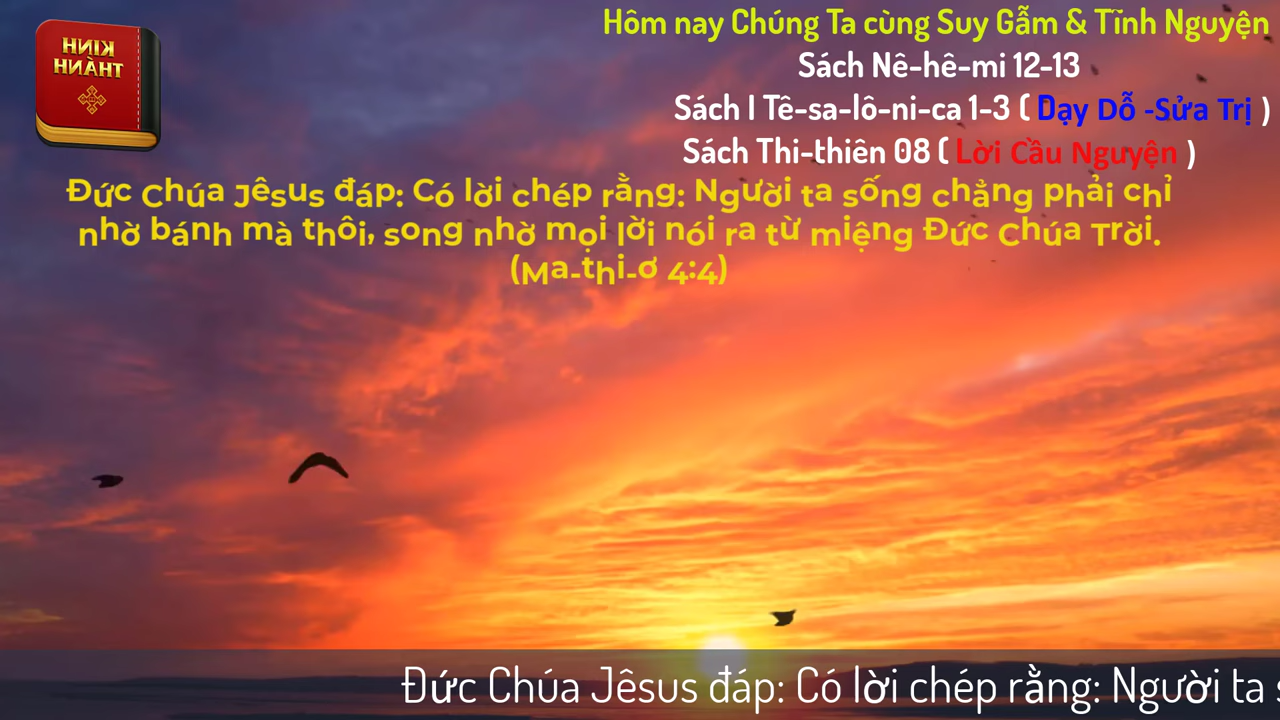 KINH
THÁNH
Hôm nay Chúng Ta cùng Suy Gẫm & Tĩnh Nguyện
Sách Nê-hê-mi 12-13
Sách I Tê-sa-lô-ni-ca 1-3 ( Dạy Dỗ -Sửa Trị )
Sách Thi-thiên 08 ( Lời Cầu Nguyện )
Đức Chúa Jêsus đáp: Có lời chép rằng: Người ta sống chẳng phải chỉ
nhờ bánh mà thôi, song nhờ mọi lời nói ra từ miệng Đức Chúa Trời.
(Ma-thi-ơ 4:4)
Đức Chúa Jêsus đáp: Có lời chép rằng: Người ta